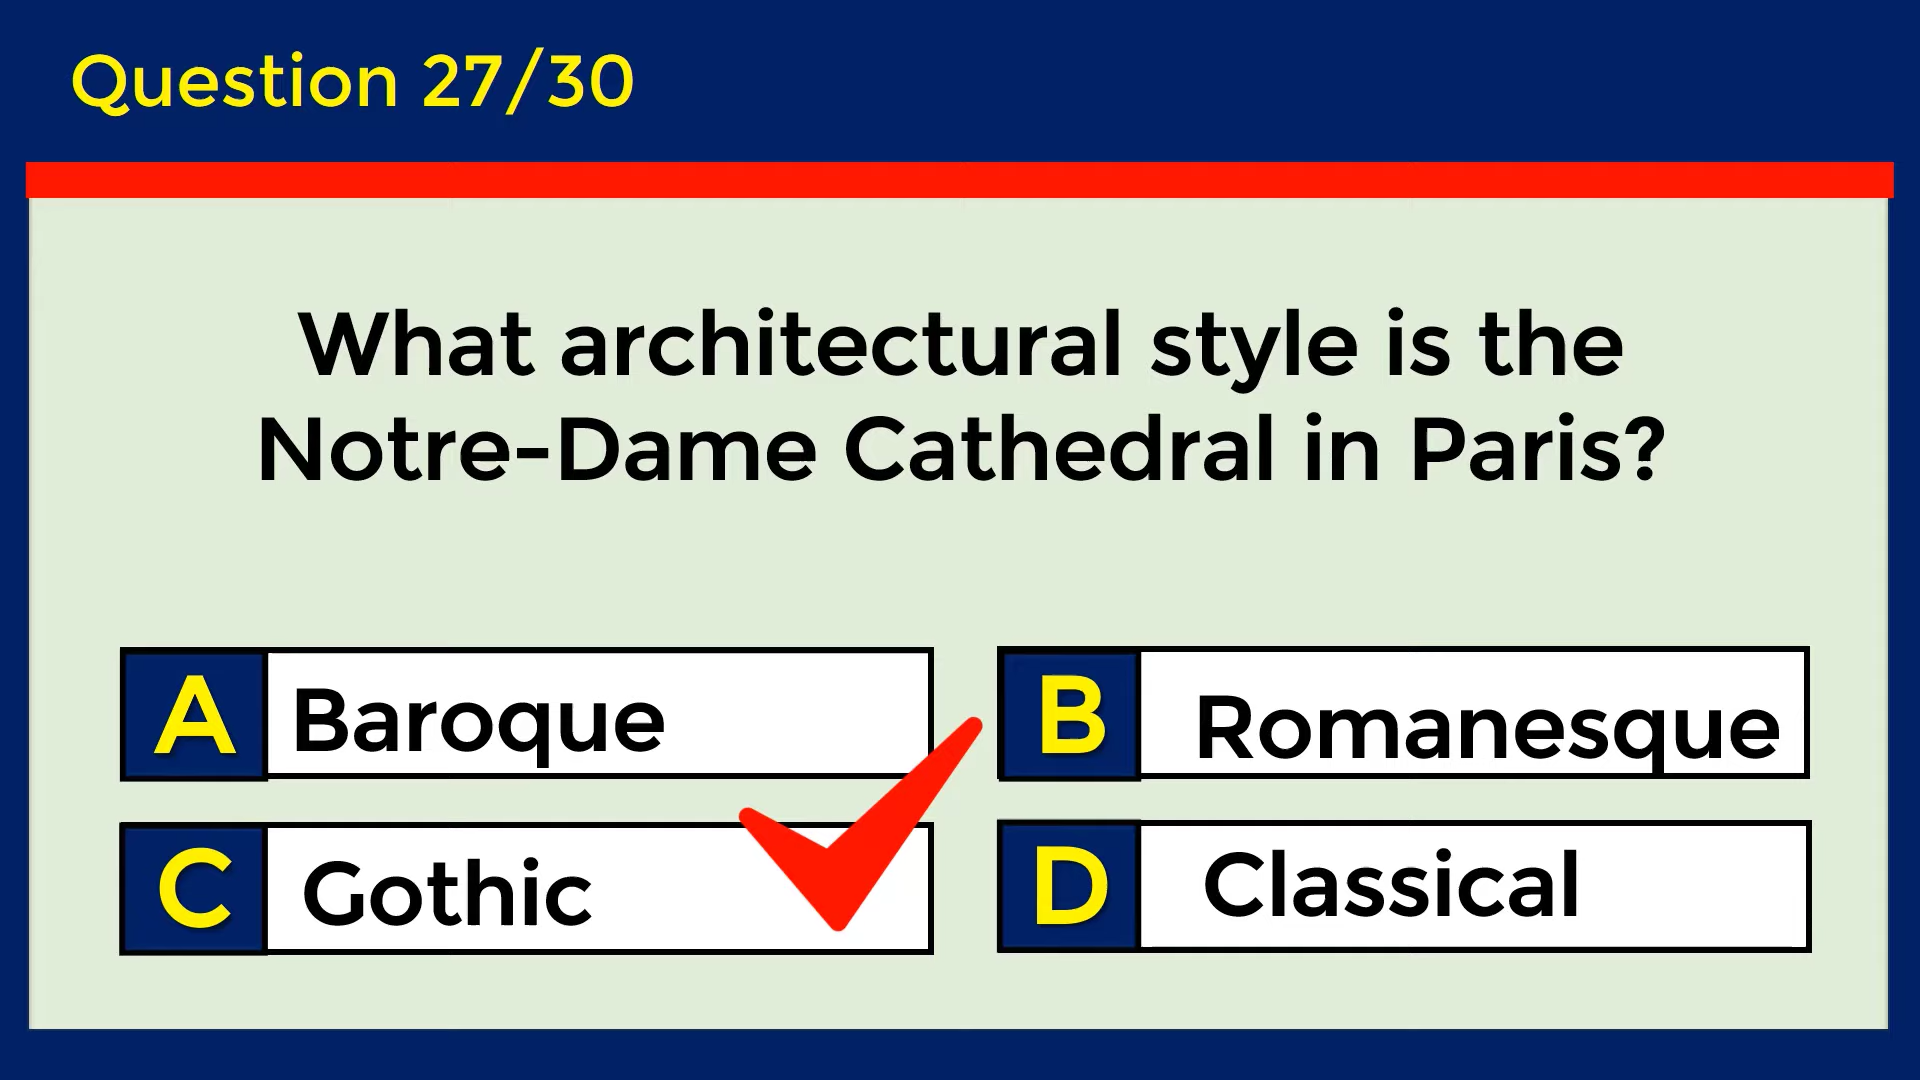 Question 27/30
What architectural style is the
Notre-Dame Cathedral in Paris?
A Baroque
B Romanesque
C Gothic
D Classical